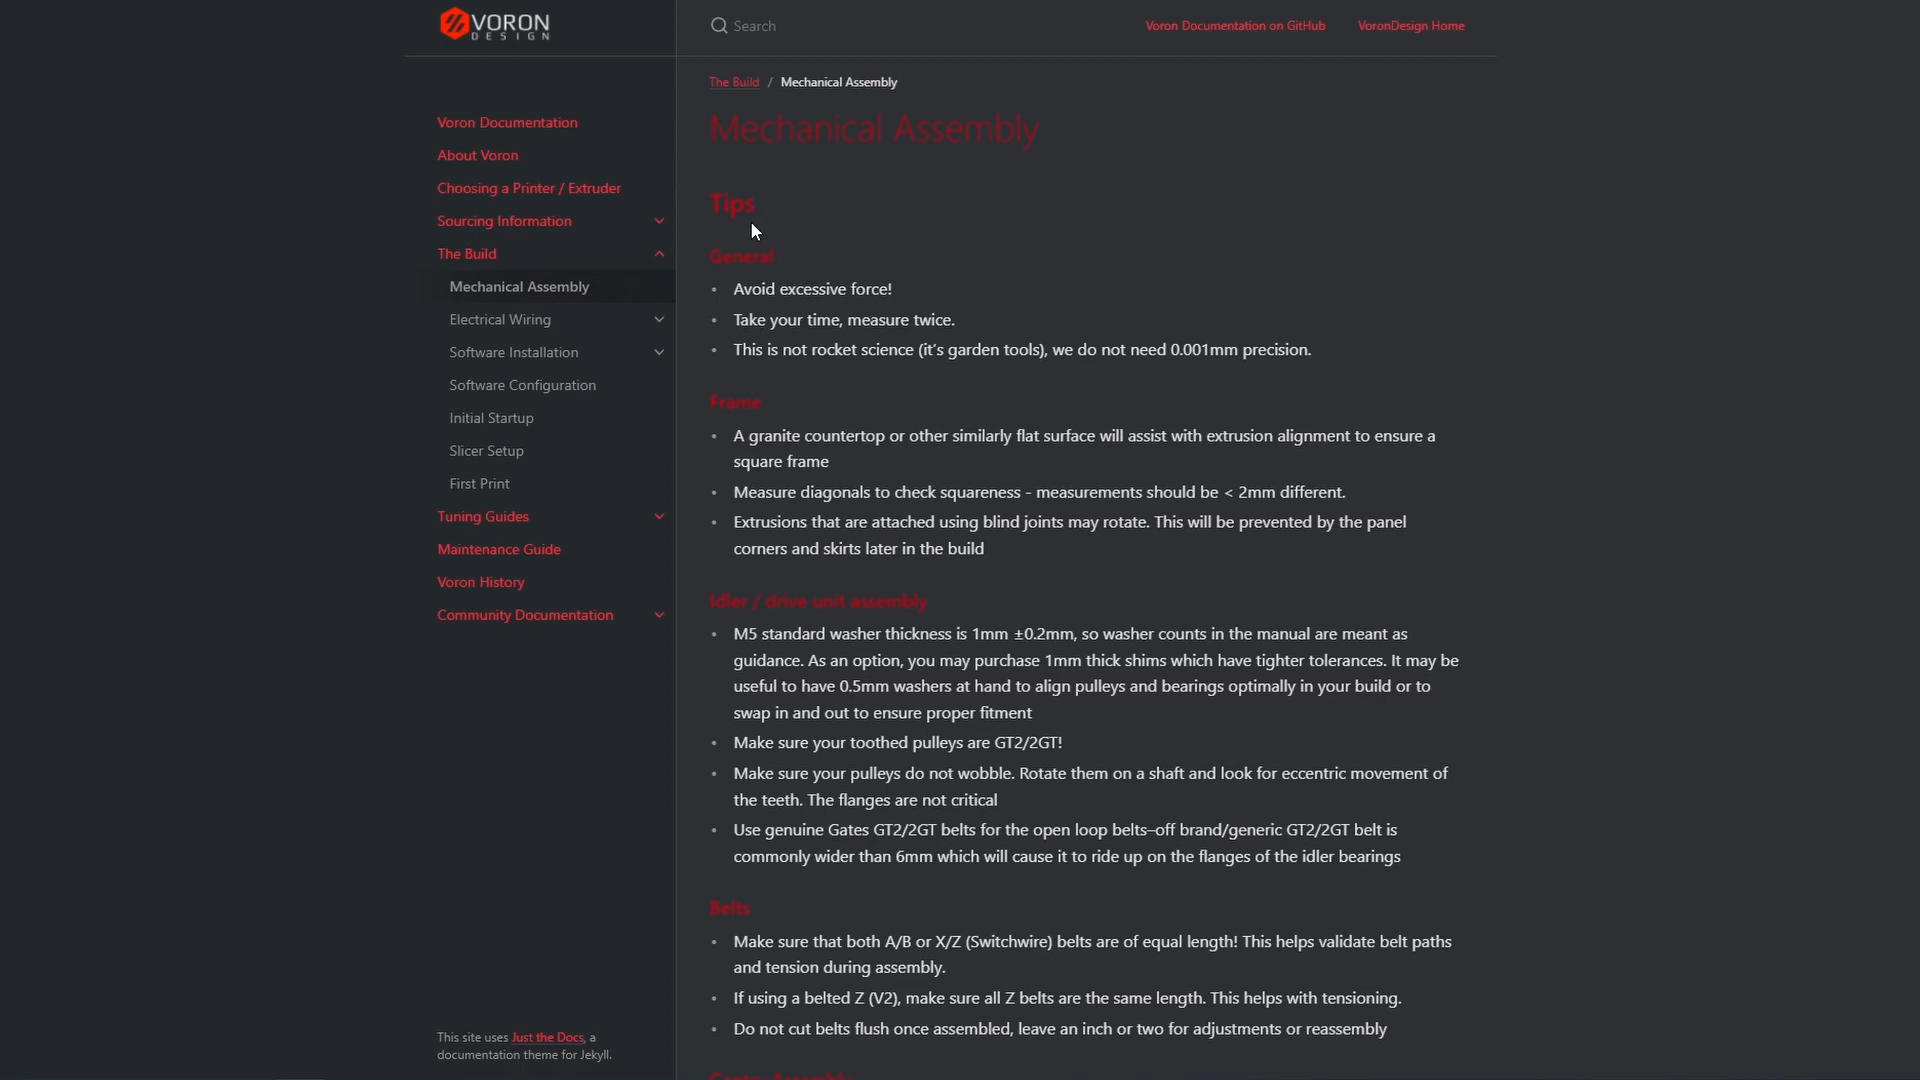 VORON
DESIGN
Search
Voron Documentation on GitHub
VoronDesign Home
Voron Documentation
About Voron
Choosing a Printer / Extruder
Sourcing Information
The Build
Mechanical Assembly
Electrical Wiring
Software Installation
Software Configuration
Initial Startup
Slicer Setup
First Print
Tuning Guides
Maintenance Guide
Voron History
Community Documentation
This site uses Just the Docs, a
documentation theme for Jekyll.
The Build / Mechanical Assembly
Mechanical Assembly
Tips
General
• Avoid excessive force!
• Take your time, measure twice.
• This is not rocket science (it's garden tools), we do not need 0.001mm precision.
Frame
• A granite countertop or other similarly flat surface will assist with extrusion alignment to ensure a
square frame
• Measure diagonals to check squareness - measurements should be < 2mm different.
• Extrusions that are attached using blind joints may rotate. This will be prevented by the panel
corners and skirts later in the build
Idler / drive unit assembly
• M5 standard washer thickness is 1mm ±0.2mm, so washer counts in the manual are meant as
guidance. As an option, you may purchase 1mm thick shims which have tighter tolerances. It may be
useful to have 0.5mm washers at hand to align pulleys and bearings optimally in your build or to
swap in and out to ensure proper fitment
• Make sure your toothed pulleys are GT2/2GT!
• Make sure your pulleys do not wobble. Rotate them on a shaft and look for eccentric movement of
the teeth. The flanges are not critical
• Use genuine Gates GT2/2GT belts for the open loop belts–off brand/generic GT2/2GT belt is
commonly wider than 6mm which will cause it to ride up on the flanges of the idler bearings
Belts
• Make sure that both A/B or X/Z (Switchwire) belts are of equal length! This helps validate belt paths
and tension during assembly.
• If using a belted Z (V2), make sure all Z belts are the same length. This helps with tensioning.
• Do not cut belts flush once assembled, leave an inch or two for adjustments or reassembly